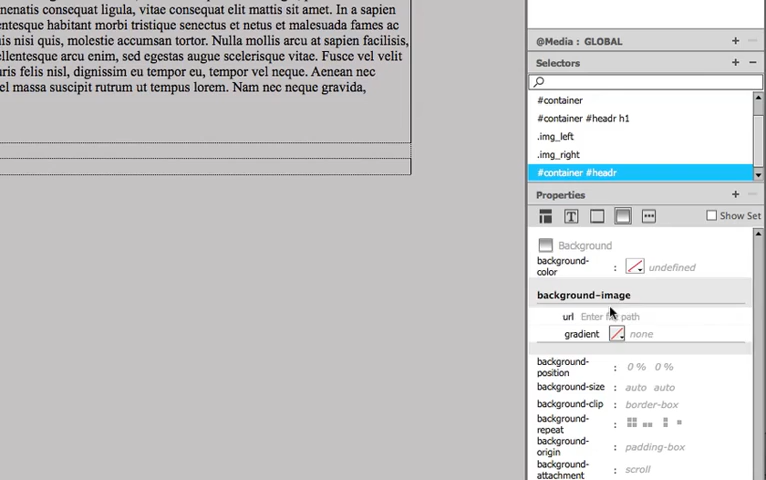 nenatis consequat ligula, vitae consequat elit mattis sit amet. In a sapien
entesque habitant morbi tristique senectus et netus et malesuada fames ac
is nisi quis, molestie accumsan tortor. Nulla mollis arcu at sapien facilisis,
ellentesque arcu enim, sed egestas augue scelerisque vitae. Fusce vel velit
ris felis nisl, dignissim eu tempor eu, tempor vel neque. Aenean nec
el massa suscipit rutrum ut tempus lorem. Nam nec neque gravida,
@Media : GLOBAL
Selectors
#container
#container #headr h1
.img_left
.img_right
#container #headr
Properties
Show Set
Background
background-
color : undefined
background-image
url Enter path
gradient none
background-
position : 0 % 0 %
background-size : auto auto
background-clip : border-box
background-
repeat :
background-
origin : padding-box
background-
attachment : scroll